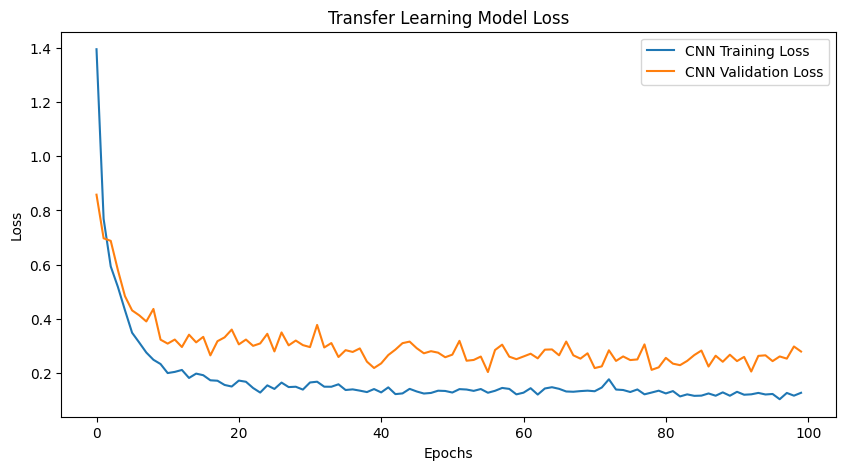 Transfer Learning Model Loss
CNN Training Loss
CNN Validation Loss
Loss
1.4
1.2
1.0
0.8
0.6
0.4
0.2
0
20
40
60
80
100
Epochs